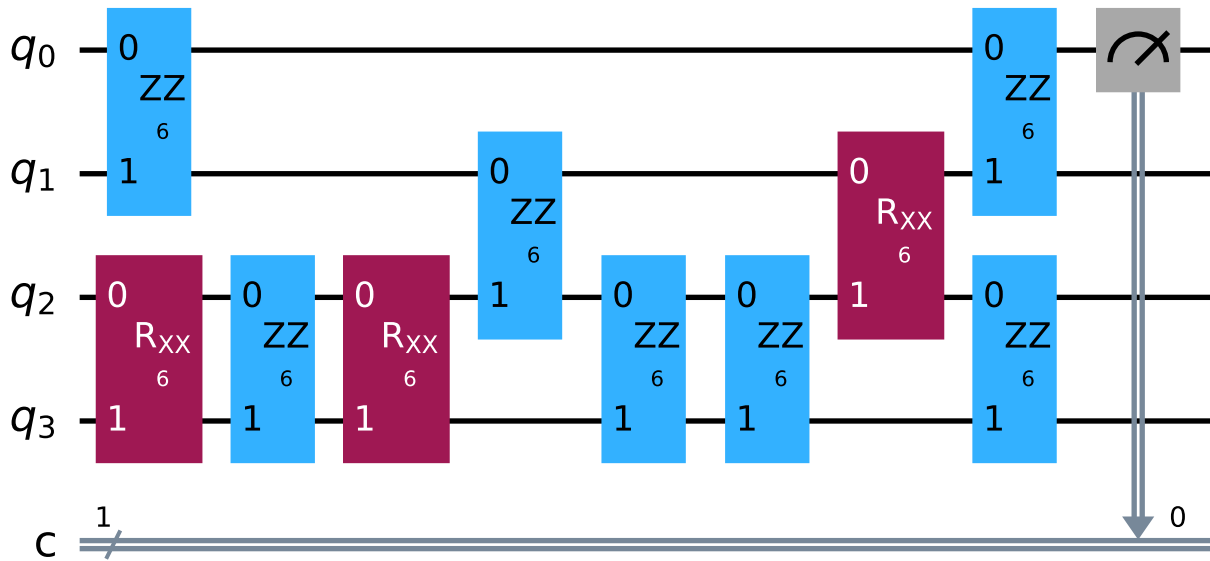 q0 0 ZZ 6 1 0 ZZ 6 1
q1 0 ZZ 6 1 0 RXX 6 1
q2 0 RXX 6 1 0 ZZ 6 1 0 RXX 6 1 0 ZZ 6 1 0 ZZ 6 1 0 ZZ 6 1
q3
c 1 0